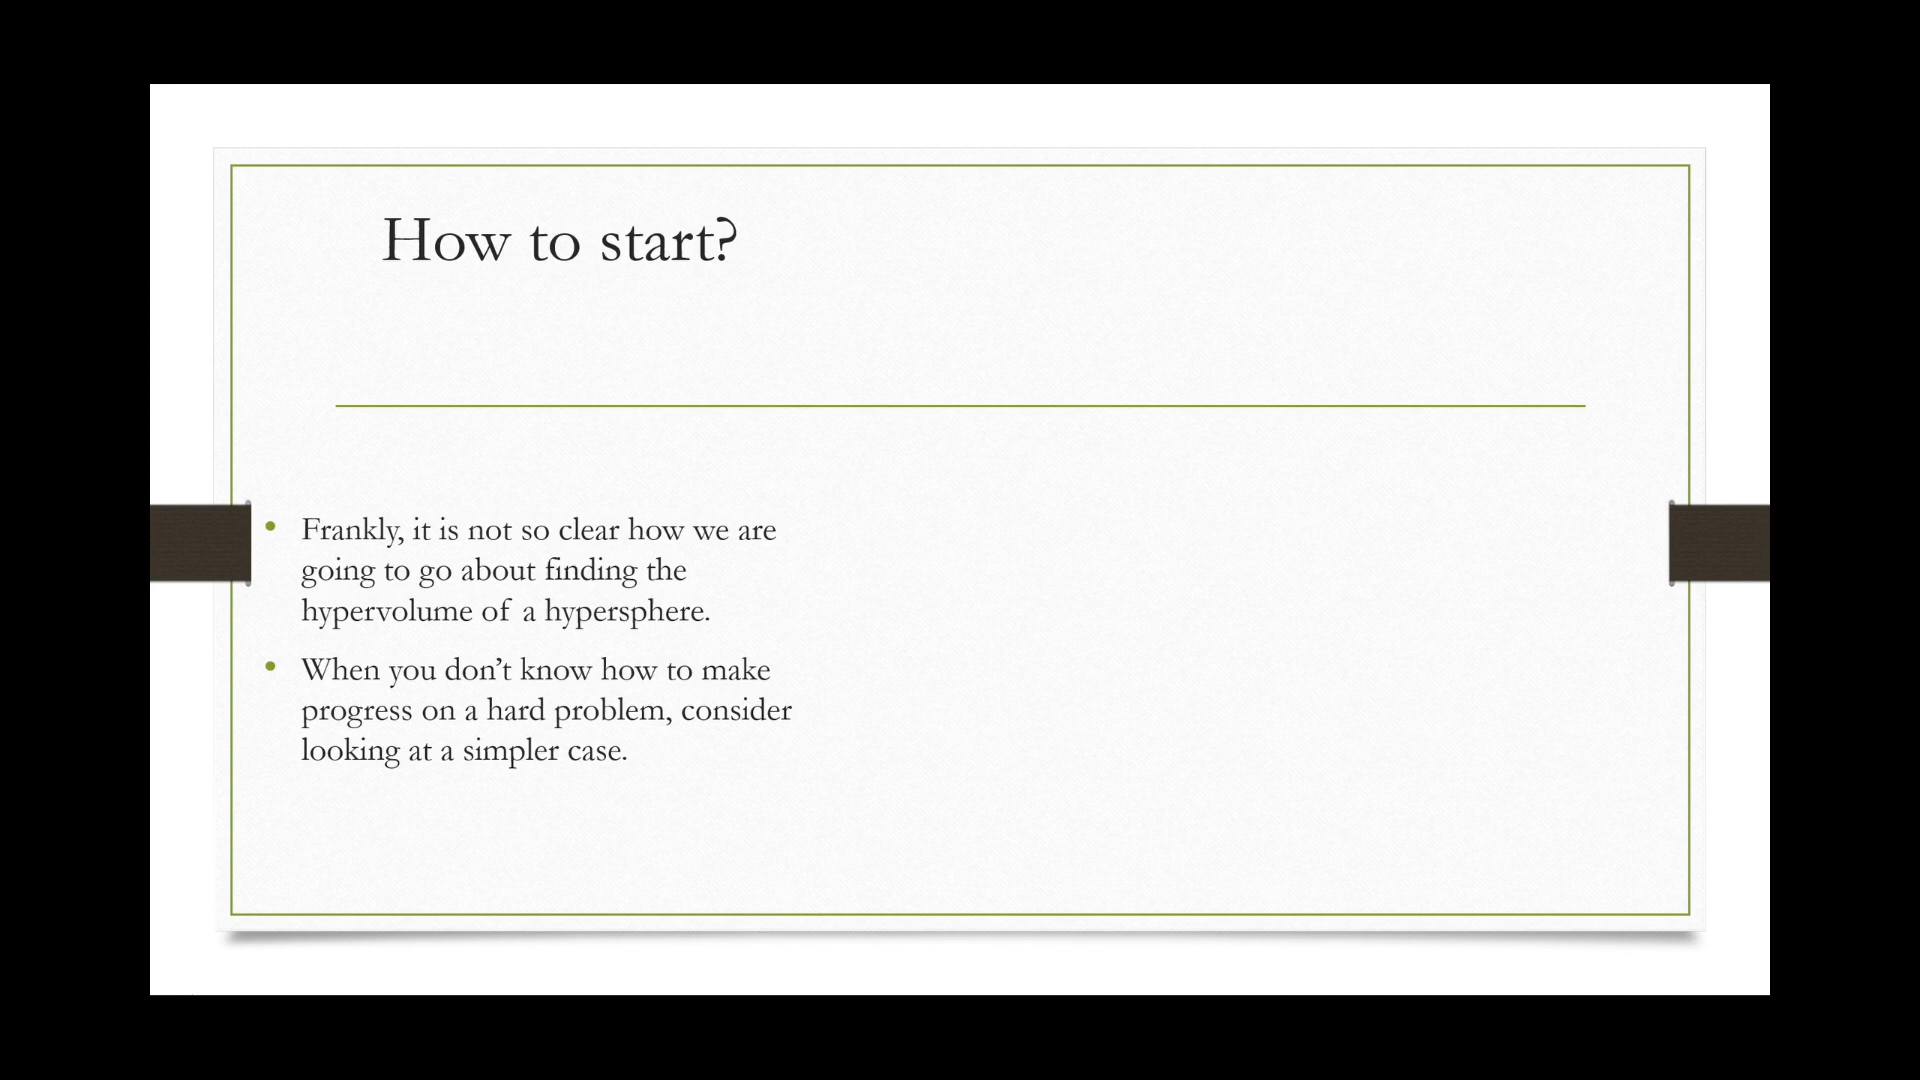 How to start?
• Frankly, it is not so clear how we are
going to go about finding the
hypervolume of a hypersphere.
• When you don’t know how to make
progress on a hard problem, consider
looking at a simpler case.